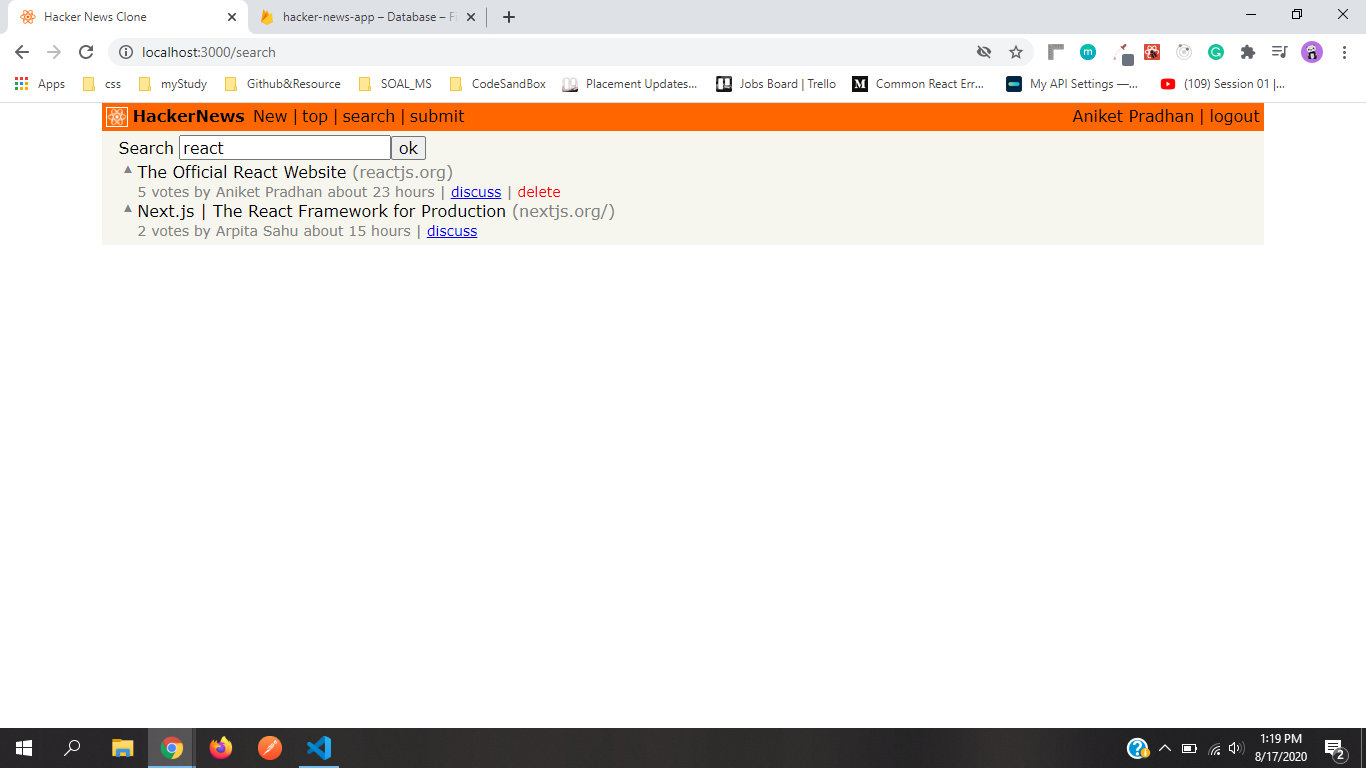 Hacker News Clone
hacker-news-app – Database – Fi
localhost:3000/search
Apps css myStudy Github&Resource SOAL_MS CodeSandBox Placement Updates... Jobs Board | Trello Common React Err... My API Settings —... (109) Session 01 |...
HackerNews New | top | search | submit Aniket Pradhan | logout
Search react ok
The Official React Website (reactjs.org)
5 votes by Aniket Pradhan about 23 hours | discuss | delete
Next.js | The React Framework for Production (nextjs.org/)
2 votes by Arpita Sahu about 15 hours | discuss
1:19 PM
8/17/2020
2